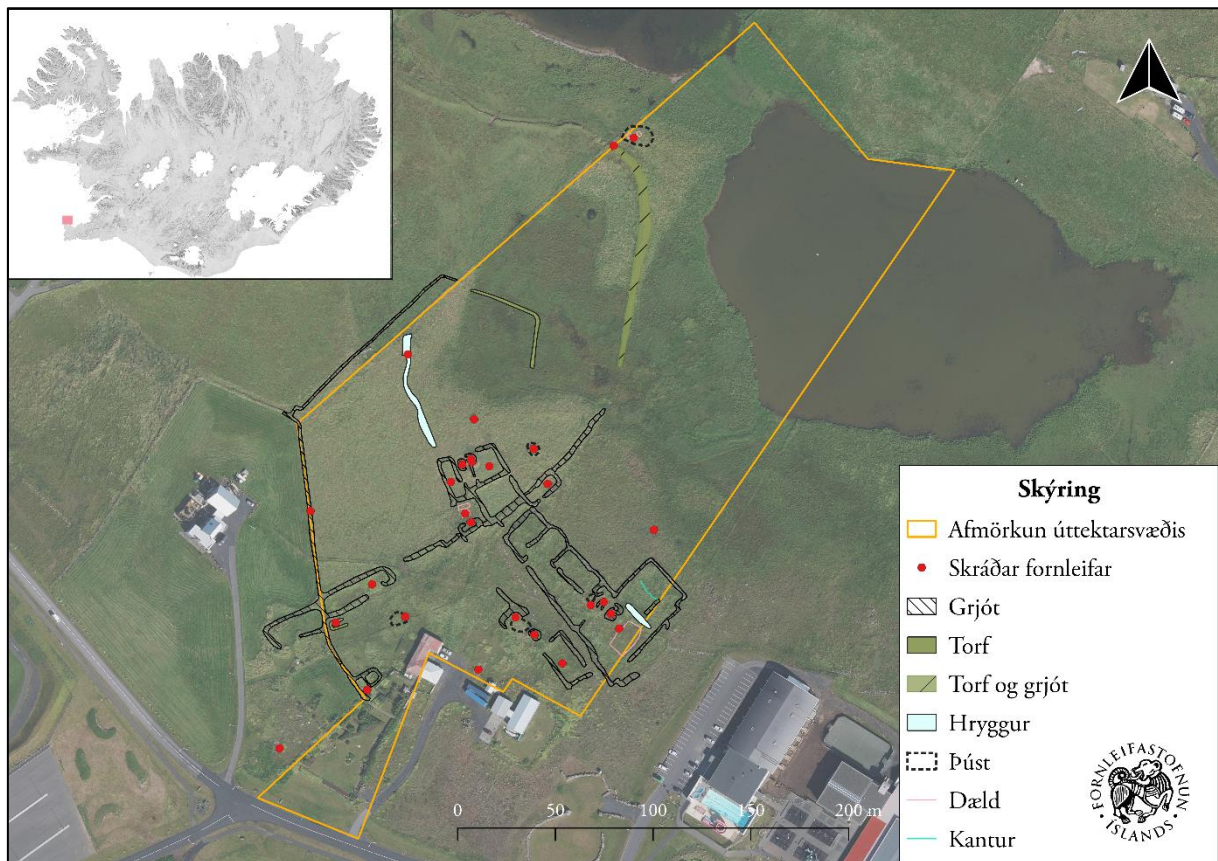 Skýring
Afmörkun úttektarsvæðis
Skráðar fornleifar
Grjót
Torf
Torf og grjót
Hryggur
Þúst
Dæld
Kantur
FORNLEIFASTOFNUN
ÍSLANDS
0 50 100 150 200 m